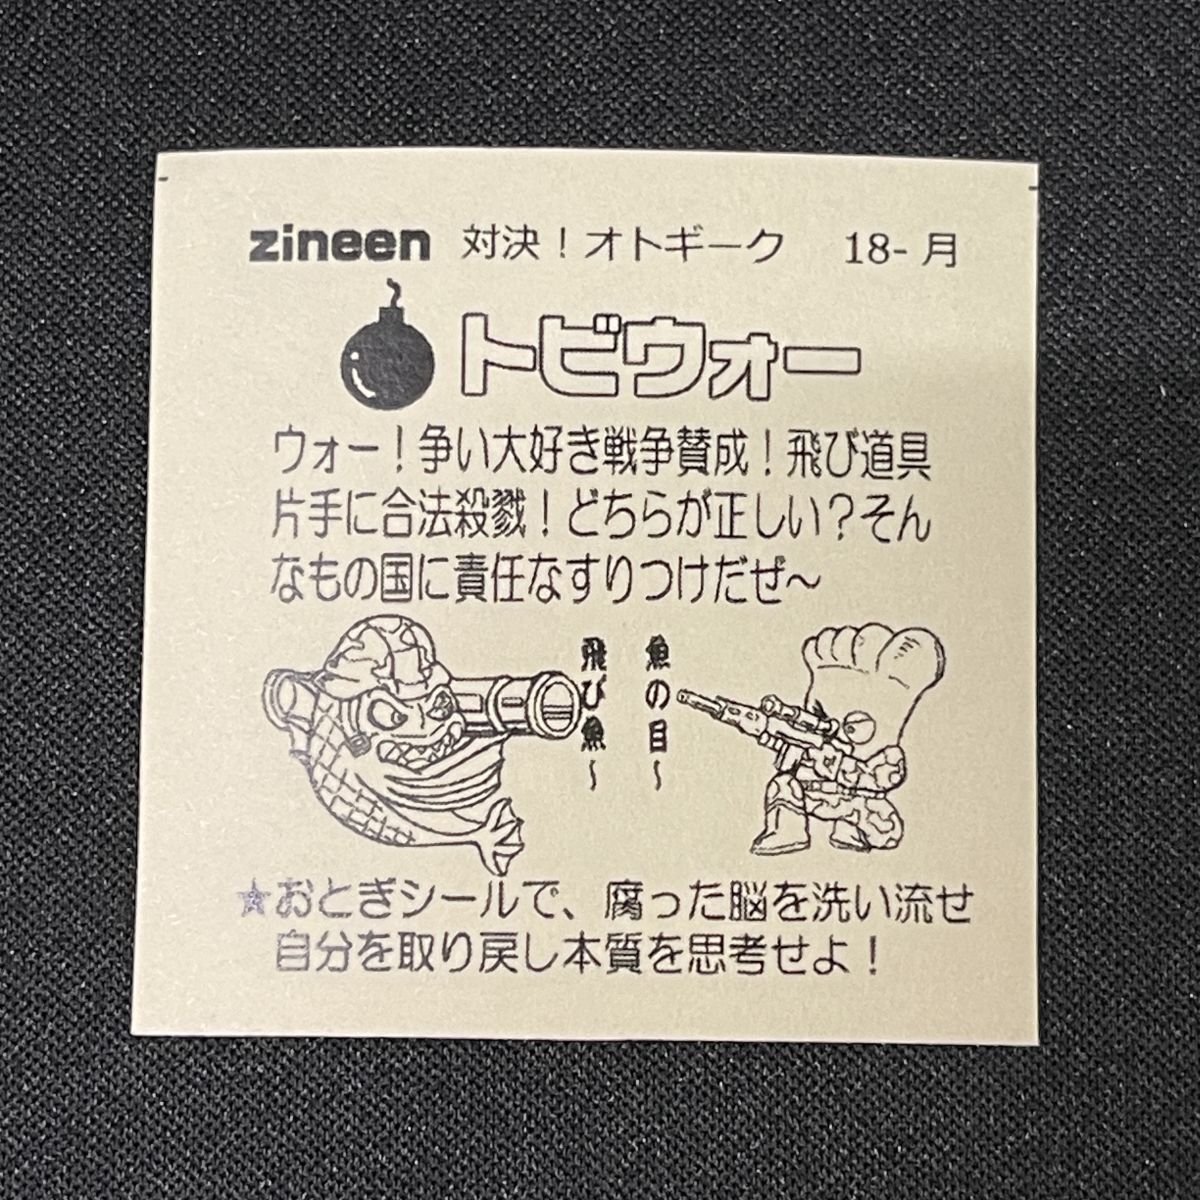 zineen 対決！オトギーク 18-月
トビウォー
ウォー！争い大好き戦争賛成！飛び道具
片手に合法殺戮！どちらが正しい？そん
なもの国に責任なすりつけだぜ〜
飛び魚〜
魚の目〜
★おとぎシールで、腐った脳を洗い流せ
自分を取り戻し本質を思考せよ！